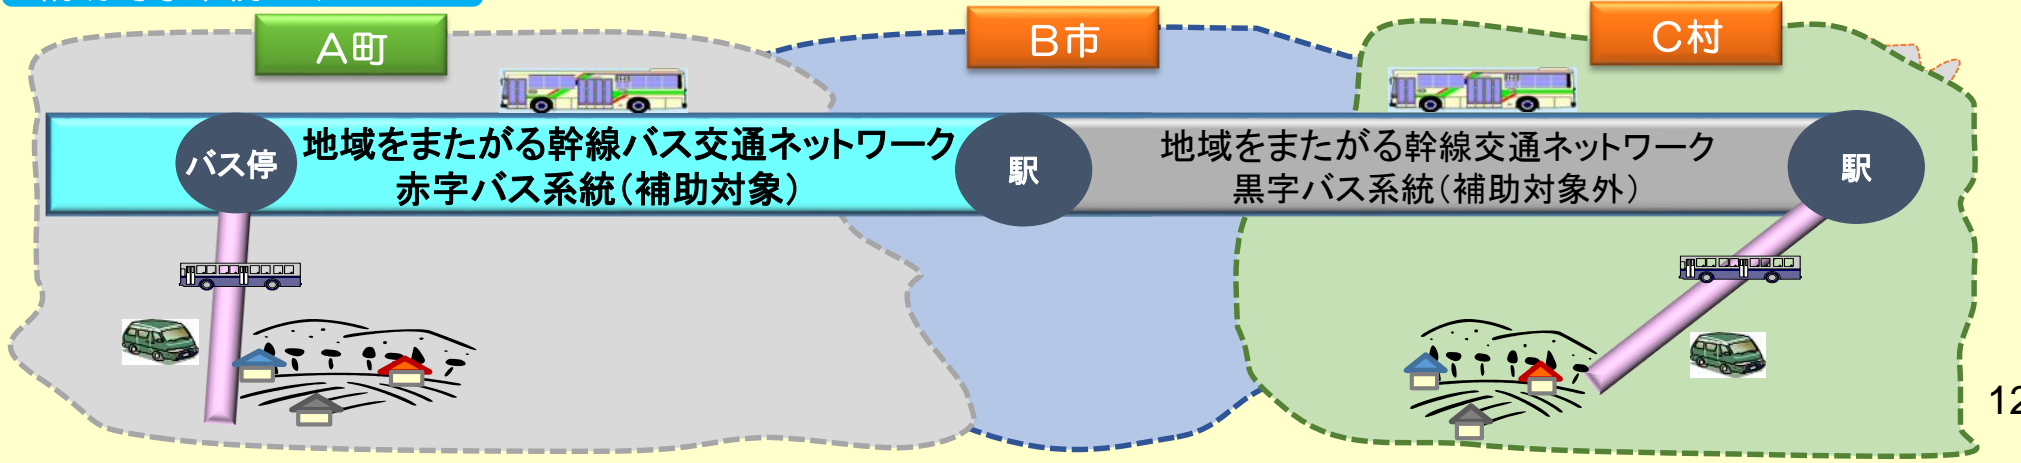 A町
B市
C村
バス停
地域をまたがる幹線バス交通ネットワーク
赤字バス系統(補助対象)
駅
地域をまたがる幹線交通ネットワーク
黒字バス系統(補助対象外)
駅
12